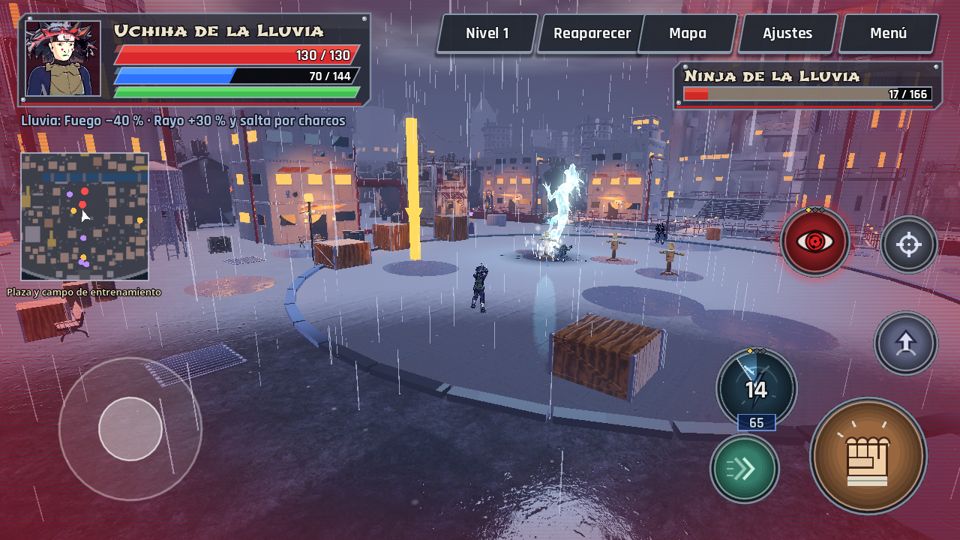 Uchiha de la Lluvia
130 / 130
70 / 144
Lluvia: Fuego −40 % · Rayo +30 % y salta por charcos
Nivel 1
Reaparecer
Mapa
Ajustes
Menú
Ninja de la Lluvia
17 / 166
Plaza y campo de entrenamiento
14
65